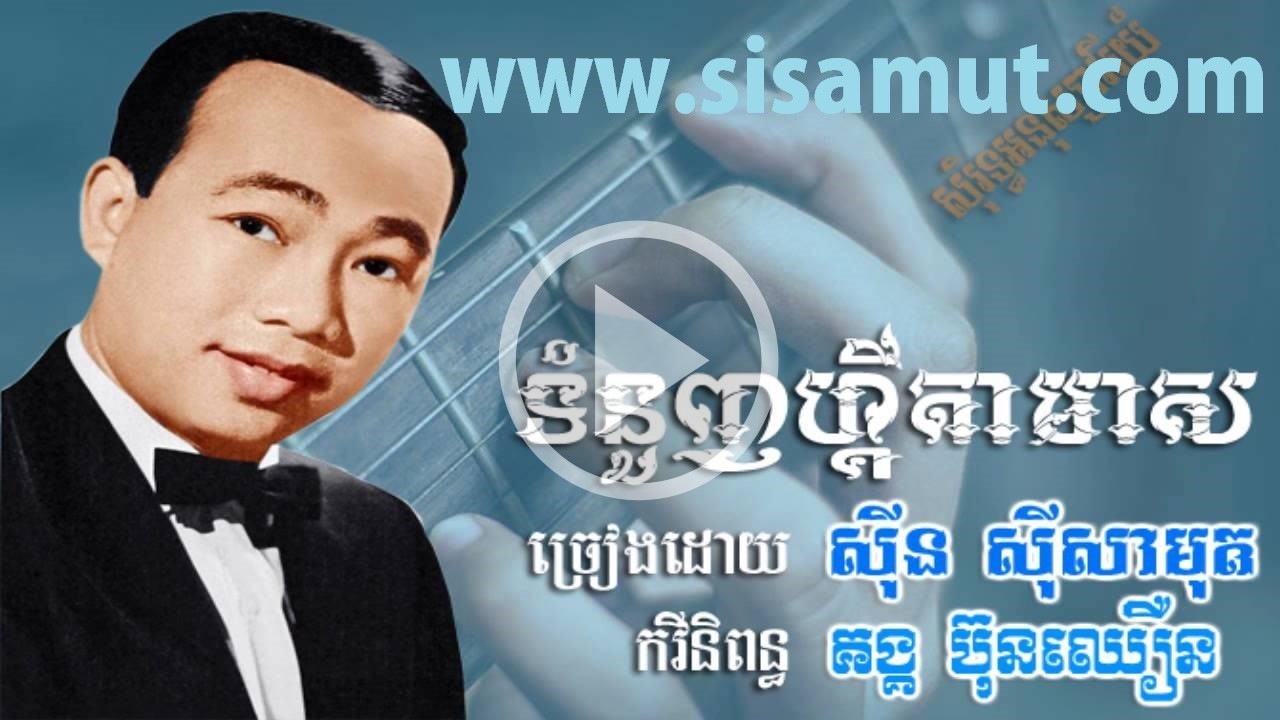 www.sisamut.com
ទំនួញហ្គីតាមាស
ច្រៀងដោយ ស៊ីន ស៊ីសាមុត
កវីនិពន្ធ គង្គ ប៊ុនឈឿន